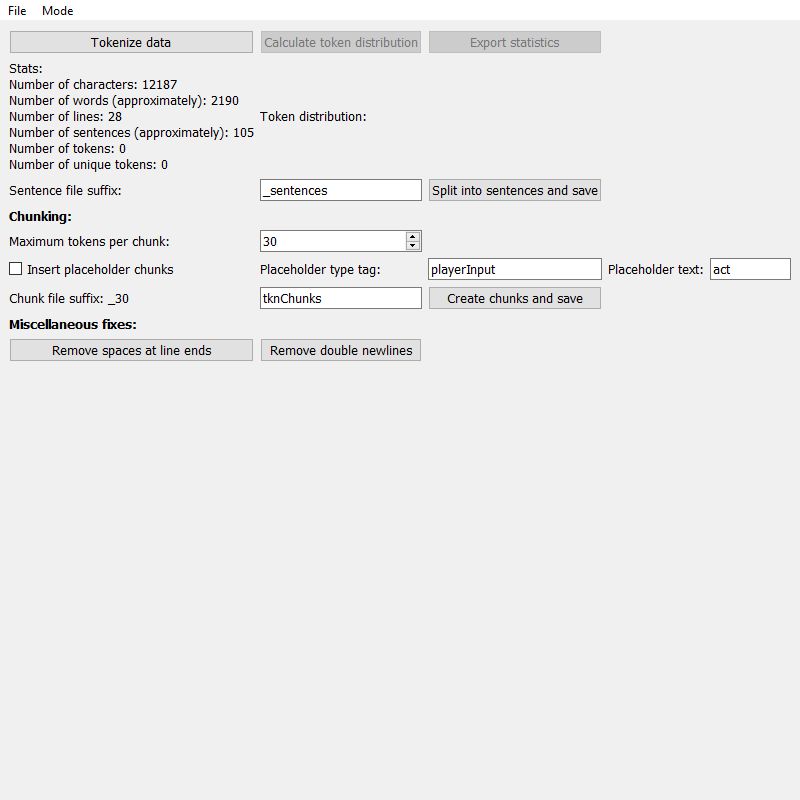 File Mode
Tokenize data Calculate token distribution Export statistics
Stats:
Number of characters: 12187
Number of words (approximately): 2190
Number of lines: 28 Token distribution:
Number of sentences (approximately): 105
Number of tokens: 0
Number of unique tokens: 0
Sentence file suffix: _sentences Split into sentences and save
Chunking:
Maximum tokens per chunk: 30
Insert placeholder chunks Placeholder type tag: playerInput Placeholder text: act
Chunk file suffix: _30 tknChunks Create chunks and save
Miscellaneous fixes:
Remove spaces at line ends Remove double newlines